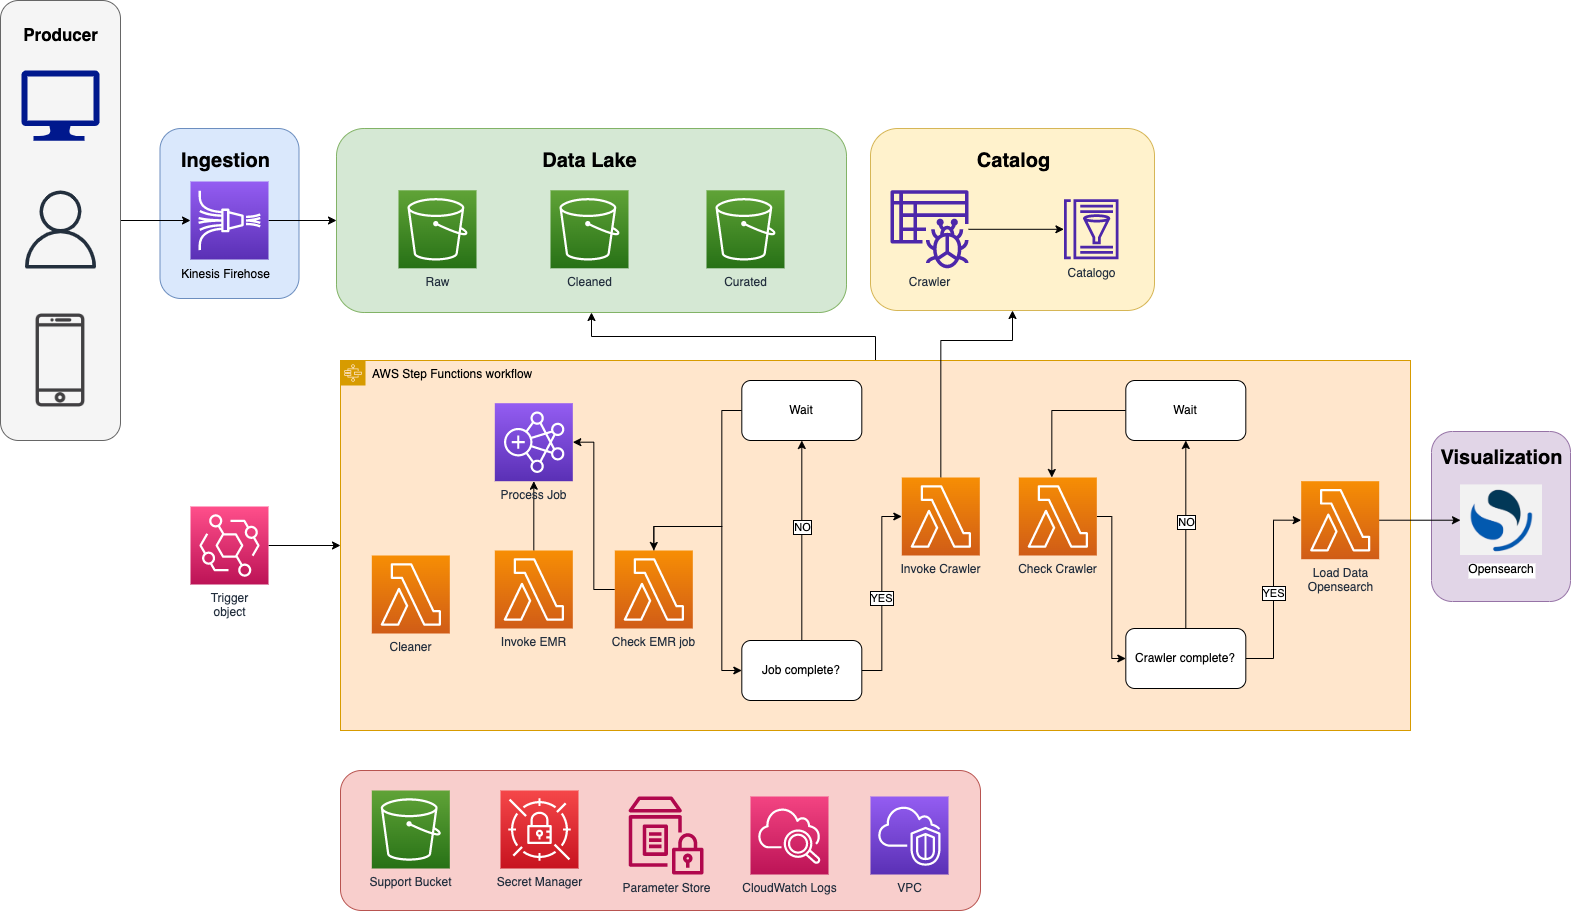 Producer
Ingestion
Kinesis Firehose
Data Lake
Raw
Cleaned
Curated
Catalog
Crawler
Catalogo
AWS Step Functions workflow
Process Job
Wait
Wait
NO
NO
Trigger
object
Cleaner
Invoke EMR
Check EMR job
Job complete?
YES
Invoke Crawler
Check Crawler
Crawler complete?
YES
Load Data
Opensearch
Visualization
Opensearch
Support Bucket
Secret Manager
Parameter Store
CloudWatch Logs
VPC